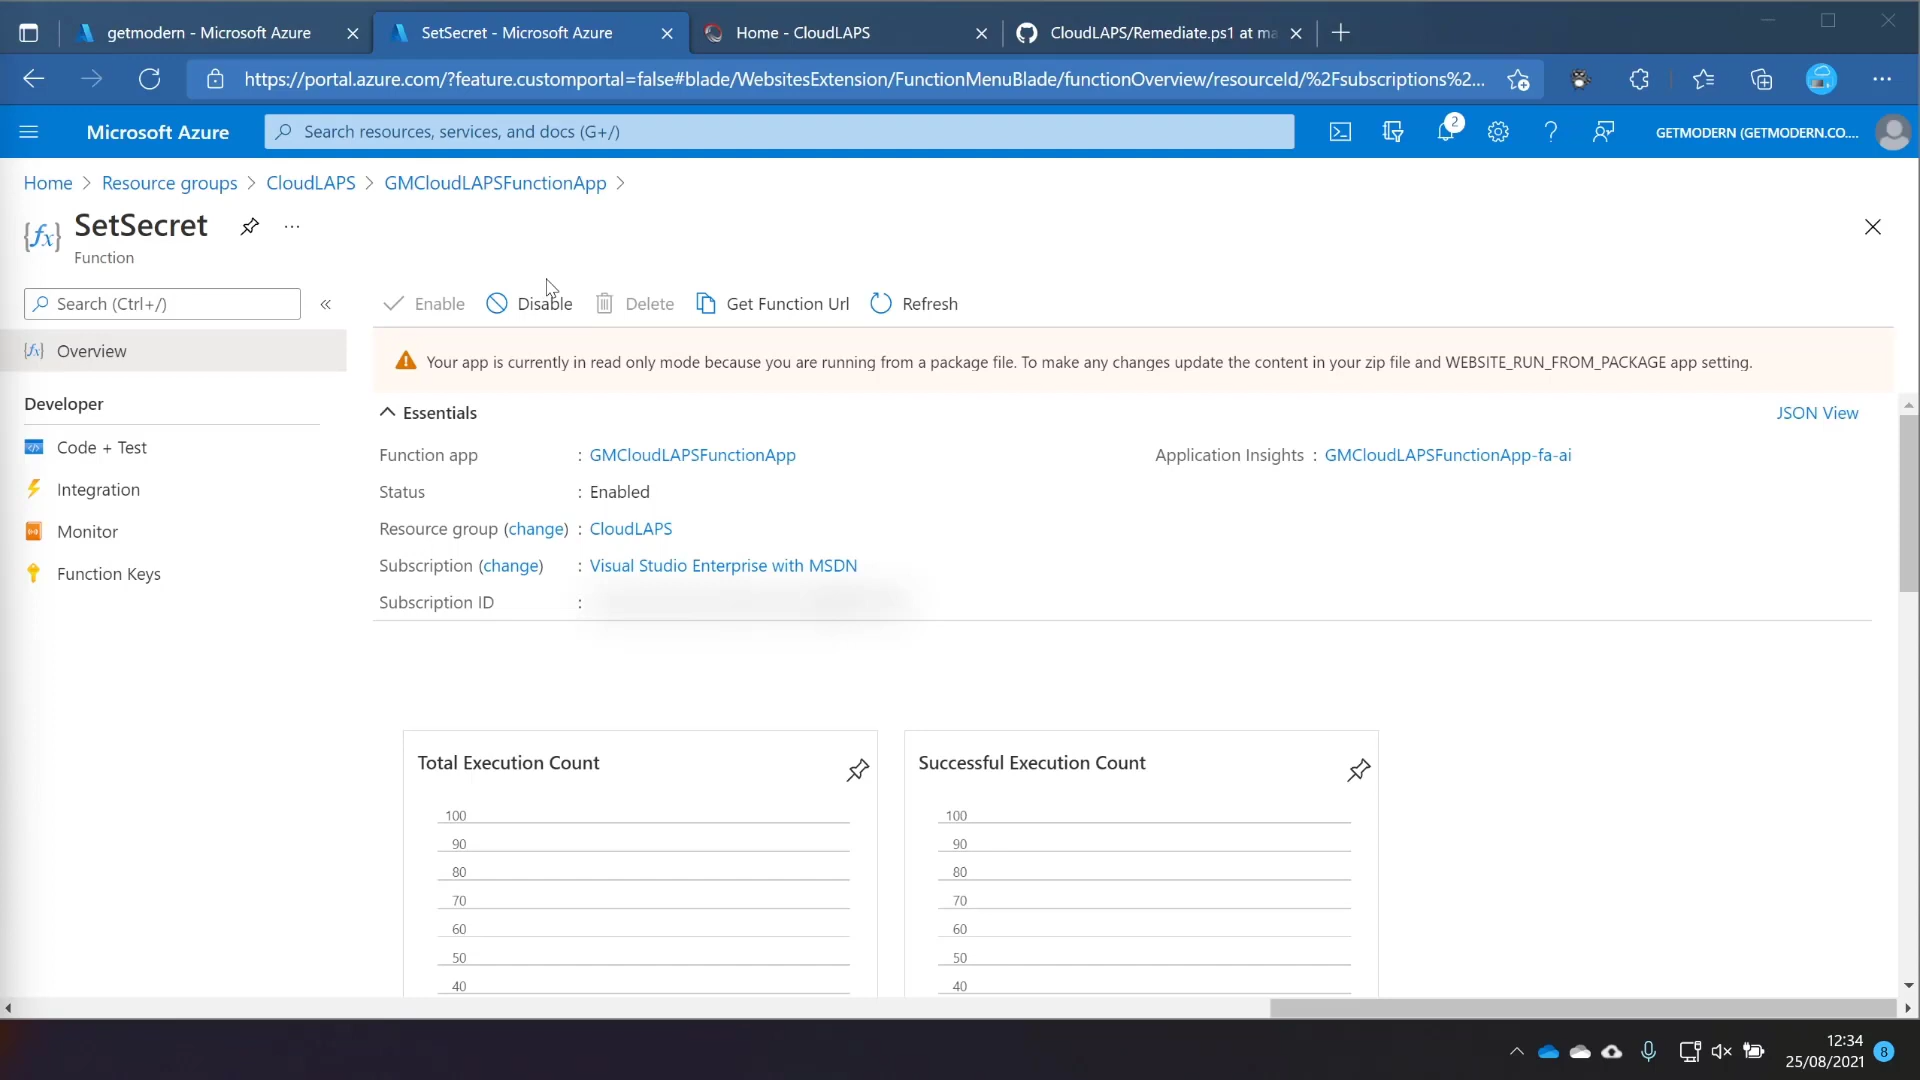 getmodern - Microsoft Azure
SetSecret - Microsoft Azure
Home - CloudLAPS
CloudLAPS/Remediate.ps1 at ma
https://portal.azure.com/?feature.customportal=false#blade/WebsitesExtension/FunctionMenuBlade/functionOverview/resourceId/%2Fsubscriptions%2...
Microsoft Azure
Search resources, services, and docs (G+/)
2
GETMODERN (GETMODERN.CO....
Home > Resource groups > CloudLAPS > GMCloudLAPSFunctionApp >
SetSecret
Function
Search (Ctrl+/)
Enable
Disable
Delete
Get Function Url
Refresh
Overview
Your app is currently in read only mode because you are running from a package file. To make any changes update the content in your zip file and WEBSITE_RUN_FROM_PACKAGE app setting.
Developer
Code + Test
Integration
Monitor
Function Keys
Essentials
JSON View
Function app : GMCloudLAPSFunctionApp
Application Insights : GMCloudLAPSFunctionApp-fa-ai
Status : Enabled
Resource group (change) : CloudLAPS
Subscription (change) : Visual Studio Enterprise with MSDN
Subscription ID :
Total Execution Count
100
90
80
70
60
50
40
Successful Execution Count
100
90
80
70
60
50
40
12:34
25/08/2021
8